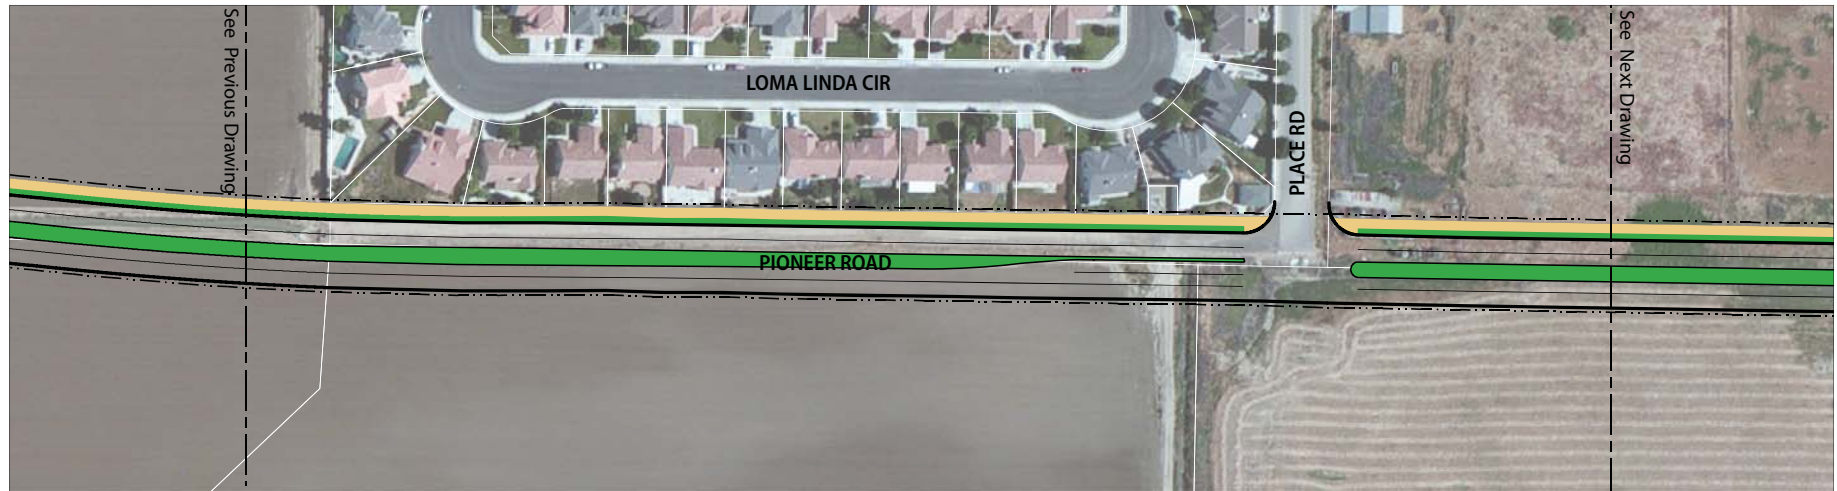 See Previous Drawing
LOMA LINDA CIR
PLACE RD
See Next Drawing
PIONEER ROAD